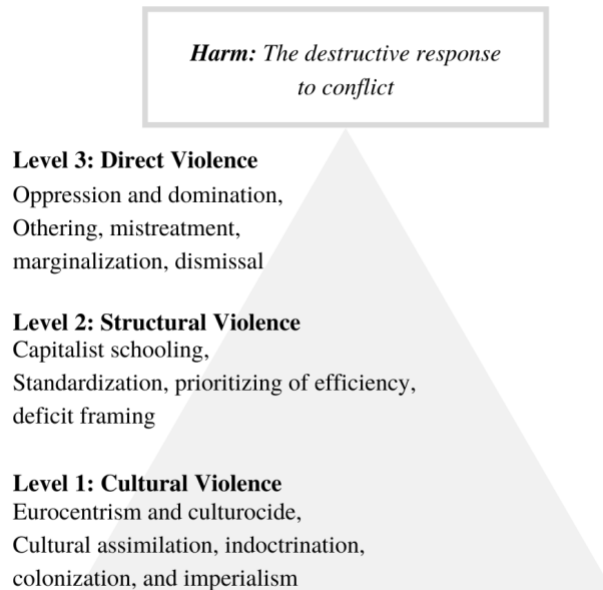 Harm: The destructive response
to conflict
Level 3: Direct Violence
Oppression and domination,
Othering, mistreatment,
marginalization, dismissal
Level 2: Structural Violence
Capitalist schooling,
Standardization, prioritizing of efficiency,
deficit framing
Level 1: Cultural Violence
Eurocentrism and culturocide,
Cultural assimilation, indoctrination,
colonization, and imperialism